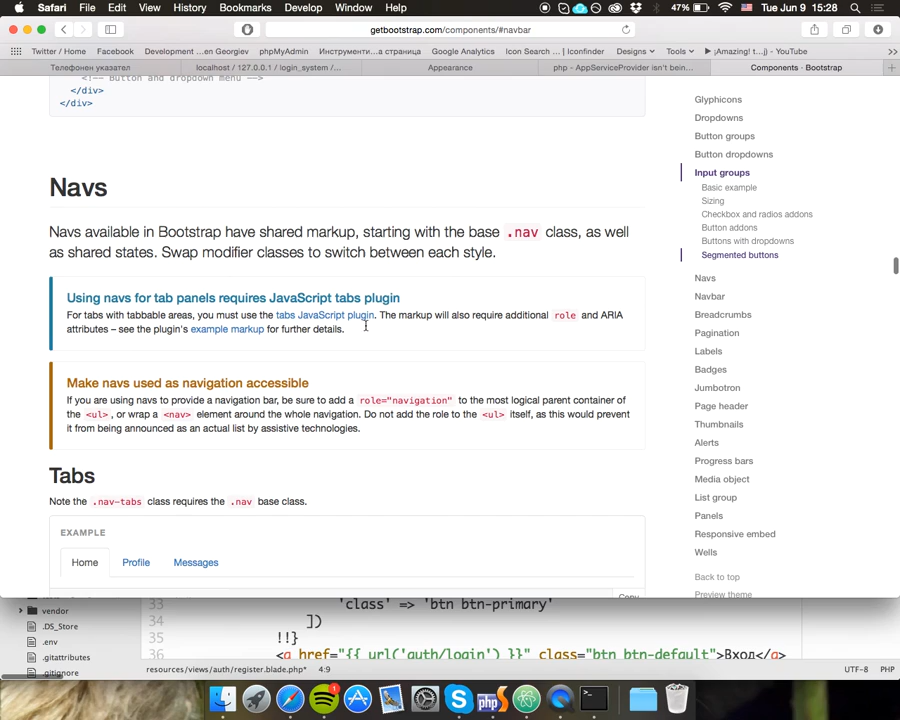 Safari File Edit View History Bookmarks Develop Window Help 47% Tue Jun 9 15:28
getbootstrap.com/components/#navbar
Twitter / Home Facebook Development ... en Georgiev phpMyAdmin Инструменти...а страница Google Analytics Icon Search ... | Iconfinder Designs Tools ▶ ¡Amazing! t...j) - YouTube >>
Телефонен указател localhost / 127.0.0.1 / login_system /... Appearance php - AppServiceProvider isn't bein... Components · Bootstrap +
<!-- Button and dropdown menu -->
</div>
</div>
Navs
Navs available in Bootstrap have shared markup, starting with the base .nav class, as well
as shared states. Swap modifier classes to switch between each style.
Using navs for tab panels requires JavaScript tabs plugin
For tabs with tabbable areas, you must use the tabs JavaScript plugin. The markup will also require additional role and ARIA
attributes – see the plugin's example markup for further details.
Make navs used as navigation accessible
If you are using navs to provide a navigation bar, be sure to add a role="navigation" to the most logical parent container of
the <ul>, or wrap a <nav> element around the whole navigation. Do not add the role to the <ul> itself, as this would prevent
it from being announced as an actual list by assistive technologies.
Tabs
Note the .nav-tabs class requires the .nav base class.
EXAMPLE
Home Profile Messages
Copy
Glyphicons
Dropdowns
Button groups
Button dropdowns
Input groups
Basic example
Sizing
Checkbox and radios addons
Button addons
Buttons with dropdowns
Segmented buttons
Navs
Navbar
Breadcrumbs
Pagination
Labels
Badges
Jumbotron
Page header
Thumbnails
Alerts
Progress bars
Media object
List group
Panels
Responsive embed
Wells
Back to top
Preview theme
vendor
.DS_Store
.env
.gitattributes
.gitignore
33 'class' => 'btn btn-primary'
34 ])
35 !!}
36 <a href="{{ url('auth/login') }}" class="btn btn-default">Вход</a>
resources/views/auth/register.blade.php* 4:9 UTF-8 PHP
1
php